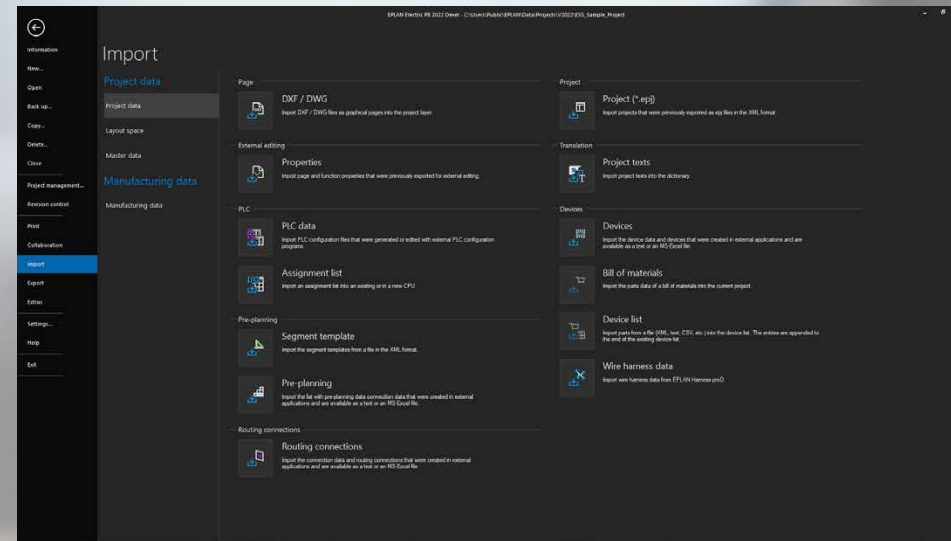 EPLAN Electric P8 2022 Devel - C:\Users\Public\EPLAN\Data\Projects\V2022\ESS_Sample_Project
Import
Information
New...
Open
Back up...
Copy...
Delete...
Close
Project management...
Revision control
Print
Collaboration
Import
Export
Extras
Settings...
Help
Exit
Project data
Project data
Layout space
Master data
Manufacturing data
Manufacturing data
Page
DXF / DWG
Import DXF / DWG files as graphical pages into the project layer.
External editing
Properties
Import page and function properties that were previously exported for external editing.
PLC
PLC data
Import PLC configuration files that were generated or edited with external PLC configuration
programs.
Assignment list
Import an assignment list into an existing or in a new CPU.
Pre-planning
Segment template
Import the segment templates from a file in the XML format.
Pre-planning
Import the list with pre-planning data connection data that were created in external
applications and are available as a text or an MS-Excel file.
Routing connections
Routing connections
Import the connection data and routing connections that were created in external
applications and are available as a text or an MS-Excel file.
Project
Project (*.epj)
Import projects that were previously exported as epj files in the XML format.
Translation
Project texts
Import project texts into the dictionary.
Devices
Devices
Import the device data and devices that were created in external applications and are
available as a text or an MS-Excel file.
Bill of materials
Import the parts data of a bill of materials into the current project.
Device list
Import parts from a file (XML, text, CSV, etc.) into the device list. The entries are appended to
the end of the existing device list.
Wire harness data
Import wire harness data from EPLAN Harness proD.